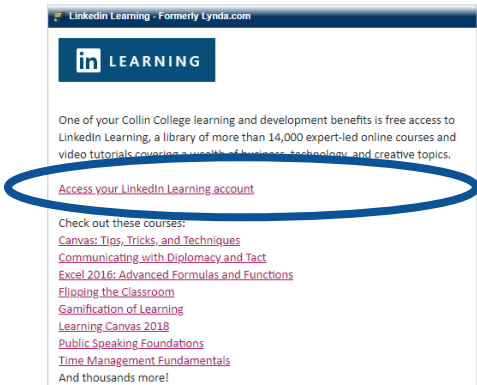 Linkedin Learning - Formerly Lynda.com
in LEARNING
One of your Collin College learning and development benefits is free access to
LinkedIn Learning, a library of more than 14,000 expert-led online courses and
video tutorials covering a wealth of business, technology, and creative topics.
Access your LinkedIn Learning account
Check out these courses:
Canvas: Tips, Tricks, and Techniques
Communicating with Diplomacy and Tact
Excel 2016: Advanced Formulas and Functions
Flipping the Classroom
Gamification of Learning
Learning Canvas 2018
Public Speaking Foundations
Time Management Fundamentals
And thousands more!